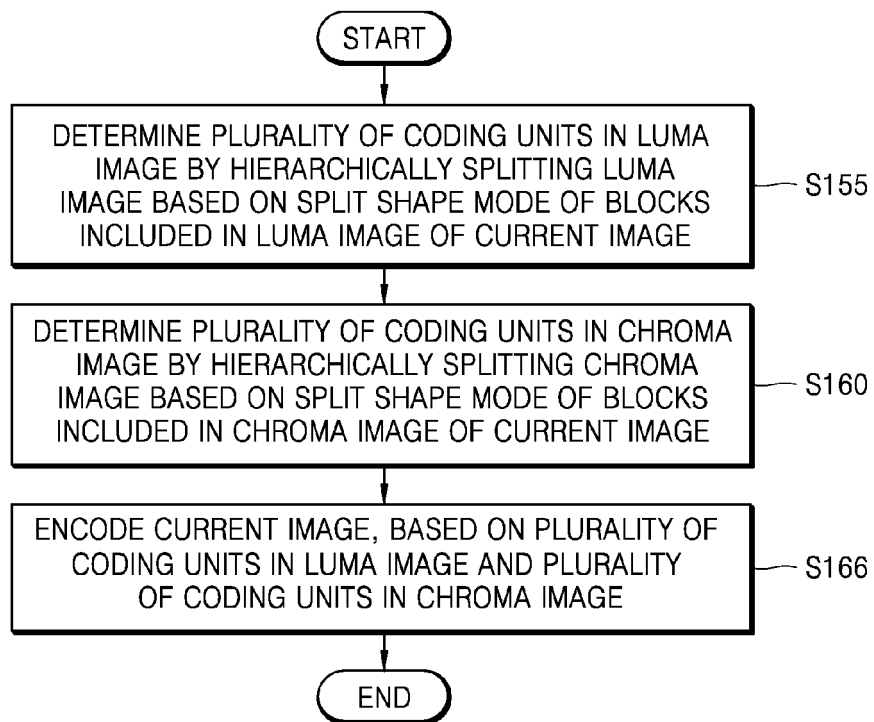 START
DETERMINE PLURALITY OF CODING UNITS IN LUMA
IMAGE BY HIERARCHICALLY SPLITTING LUMA
IMAGE BASED ON SPLIT SHAPE MODE OF BLOCKS
INCLUDED IN LUMA IMAGE OF CURRENT IMAGE
S155
DETERMINE PLURALITY OF CODING UNITS IN CHROMA
IMAGE BY HIERARCHICALLY SPLITTING CHROMA
IMAGE BASED ON SPLIT SHAPE MODE OF BLOCKS
INCLUDED IN CHROMA IMAGE OF CURRENT IMAGE
S160
ENCODE CURRENT IMAGE, BASED ON PLURALITY OF
CODING UNITS IN LUMA IMAGE AND PLURALITY
OF CODING UNITS IN CHROMA IMAGE
S166
END